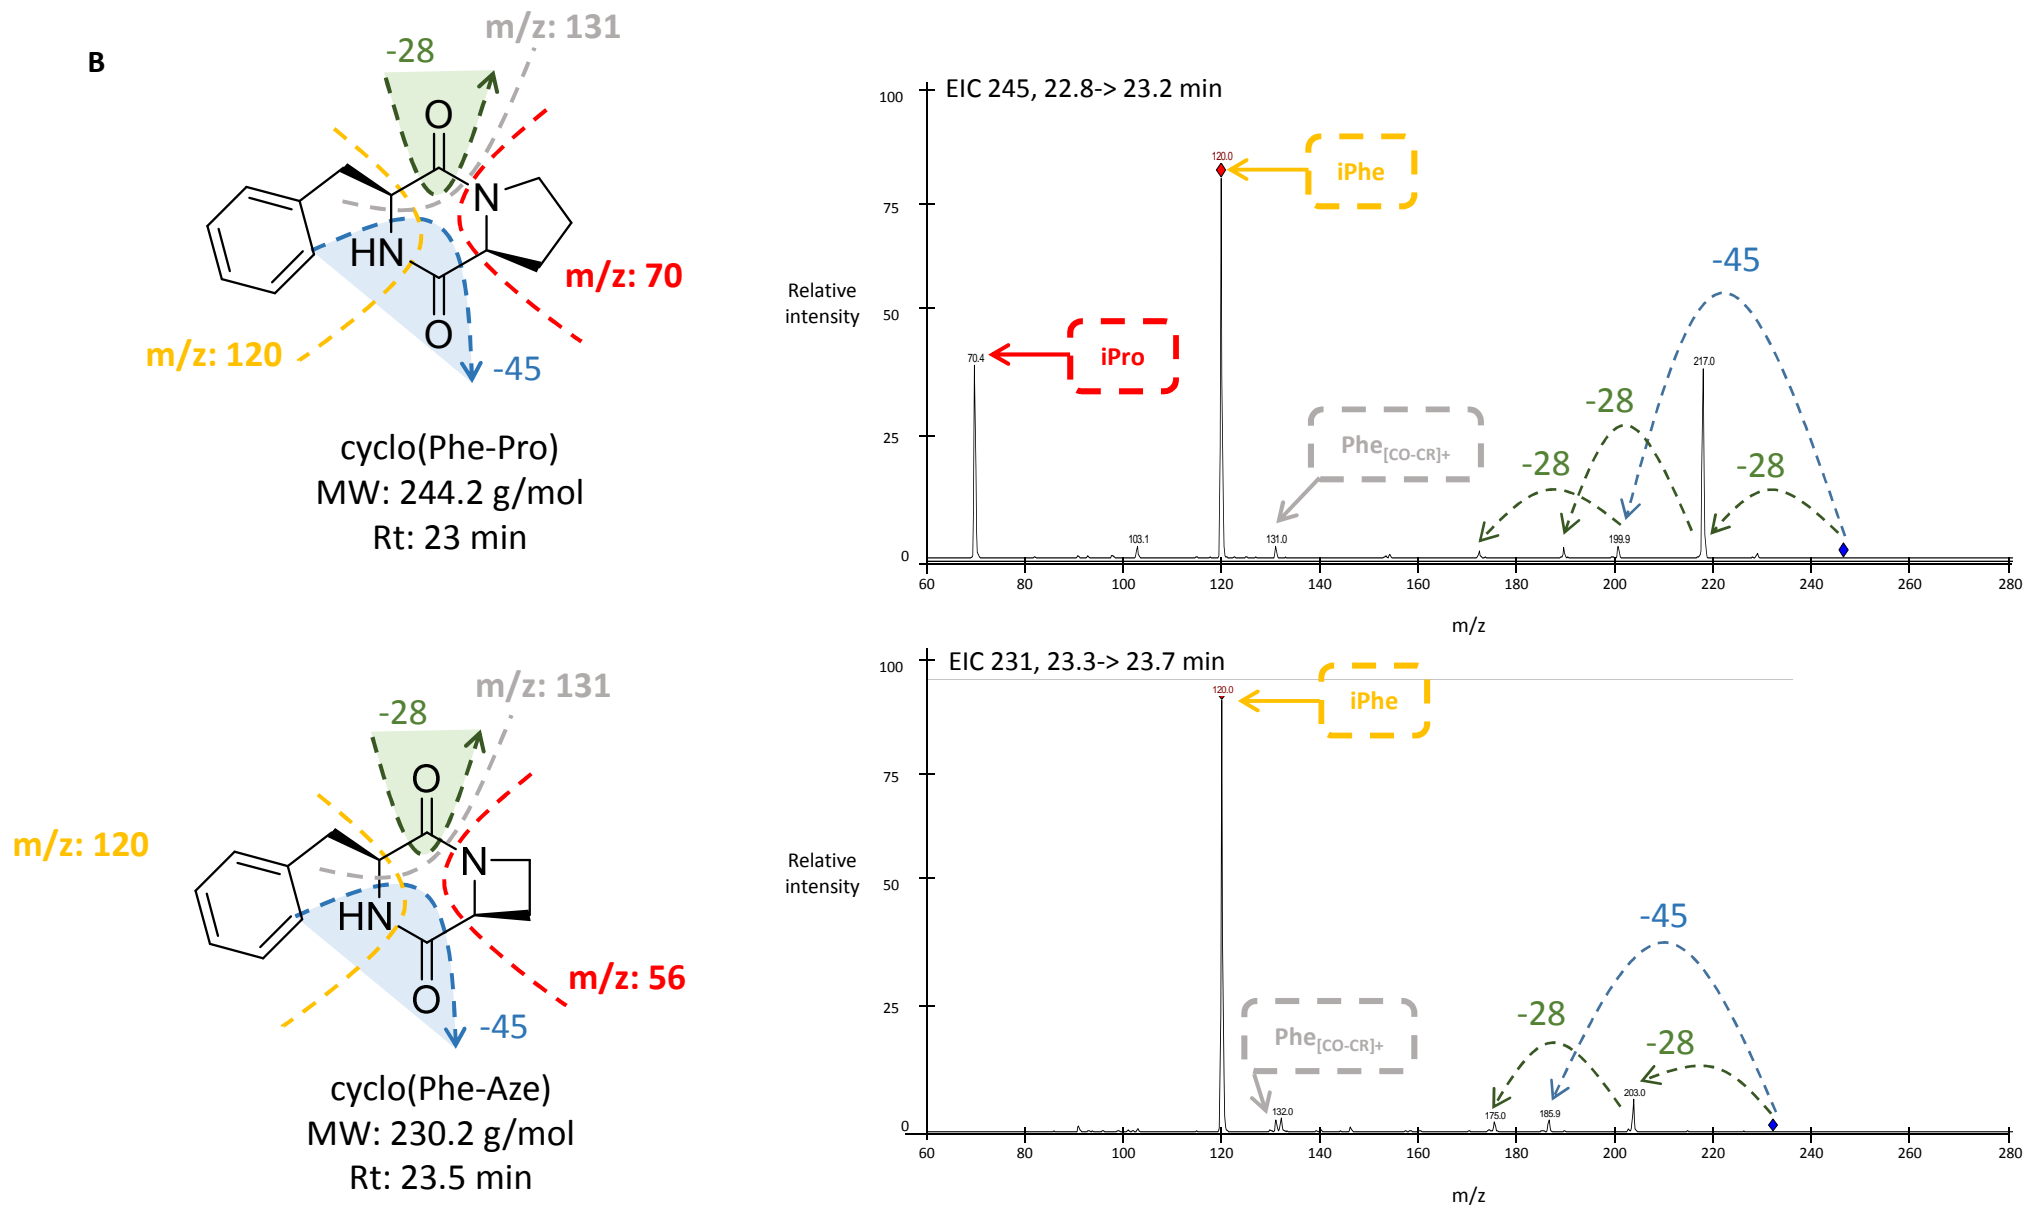 B
-28
m/z: 131
O
N
HN
O
m/z: 70
m/z: 120
-45
cyclo(Phe-Pro)
MW: 244.2 g/mol
Rt: 23 min
EIC 245, 22.8-> 23.2 min
100
75
Relative
intensity
50
25
0
120.0
iPhe
70.4
iPro
103.1
131.0
Phe[CO-CR]+
-28
-28
-28
-45
199.9
217.0
60
80
100
120
140
160
180
200
220
240
260
280
m/z
m/z: 131
-28
O
N
HN
O
m/z: 120
m/z: 56
-45
cyclo(Phe-Aze)
MW: 230.2 g/mol
Rt: 23.5 min
EIC 231, 23.3-> 23.7 min
100
75
Relative
intensity
50
25
0
120.0
iPhe
Phe[CO-CR]+
132.0
-28
-28
-45
175.0
185.9
203.0
60
80
100
120
140
160
180
200
220
240
260
280
m/z